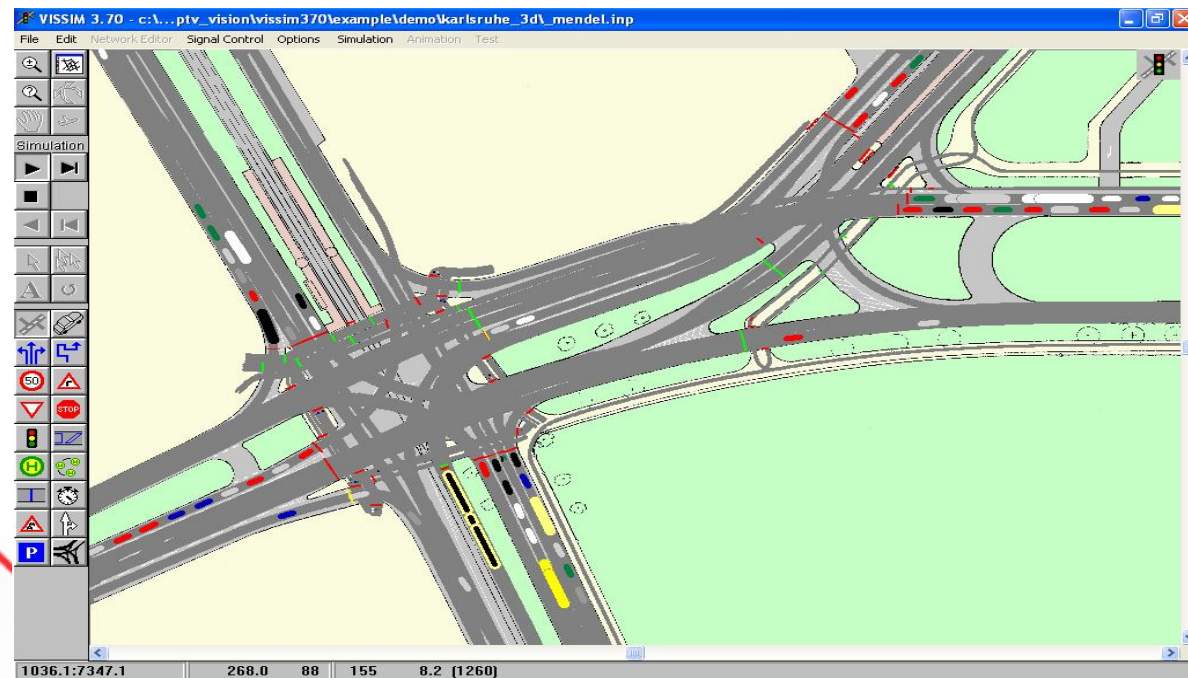 VISSIM 3.70 - c:\...ptv_vision\vissim370\example\demo\karlsruhe_3d\_mendel.inp
File Edit Network Editor Signal Control Options Simulation Animation Test
Simulation
A
50
STOP
H
P
1036.1:7347.1 268.0 88 155 8.2 (1260)